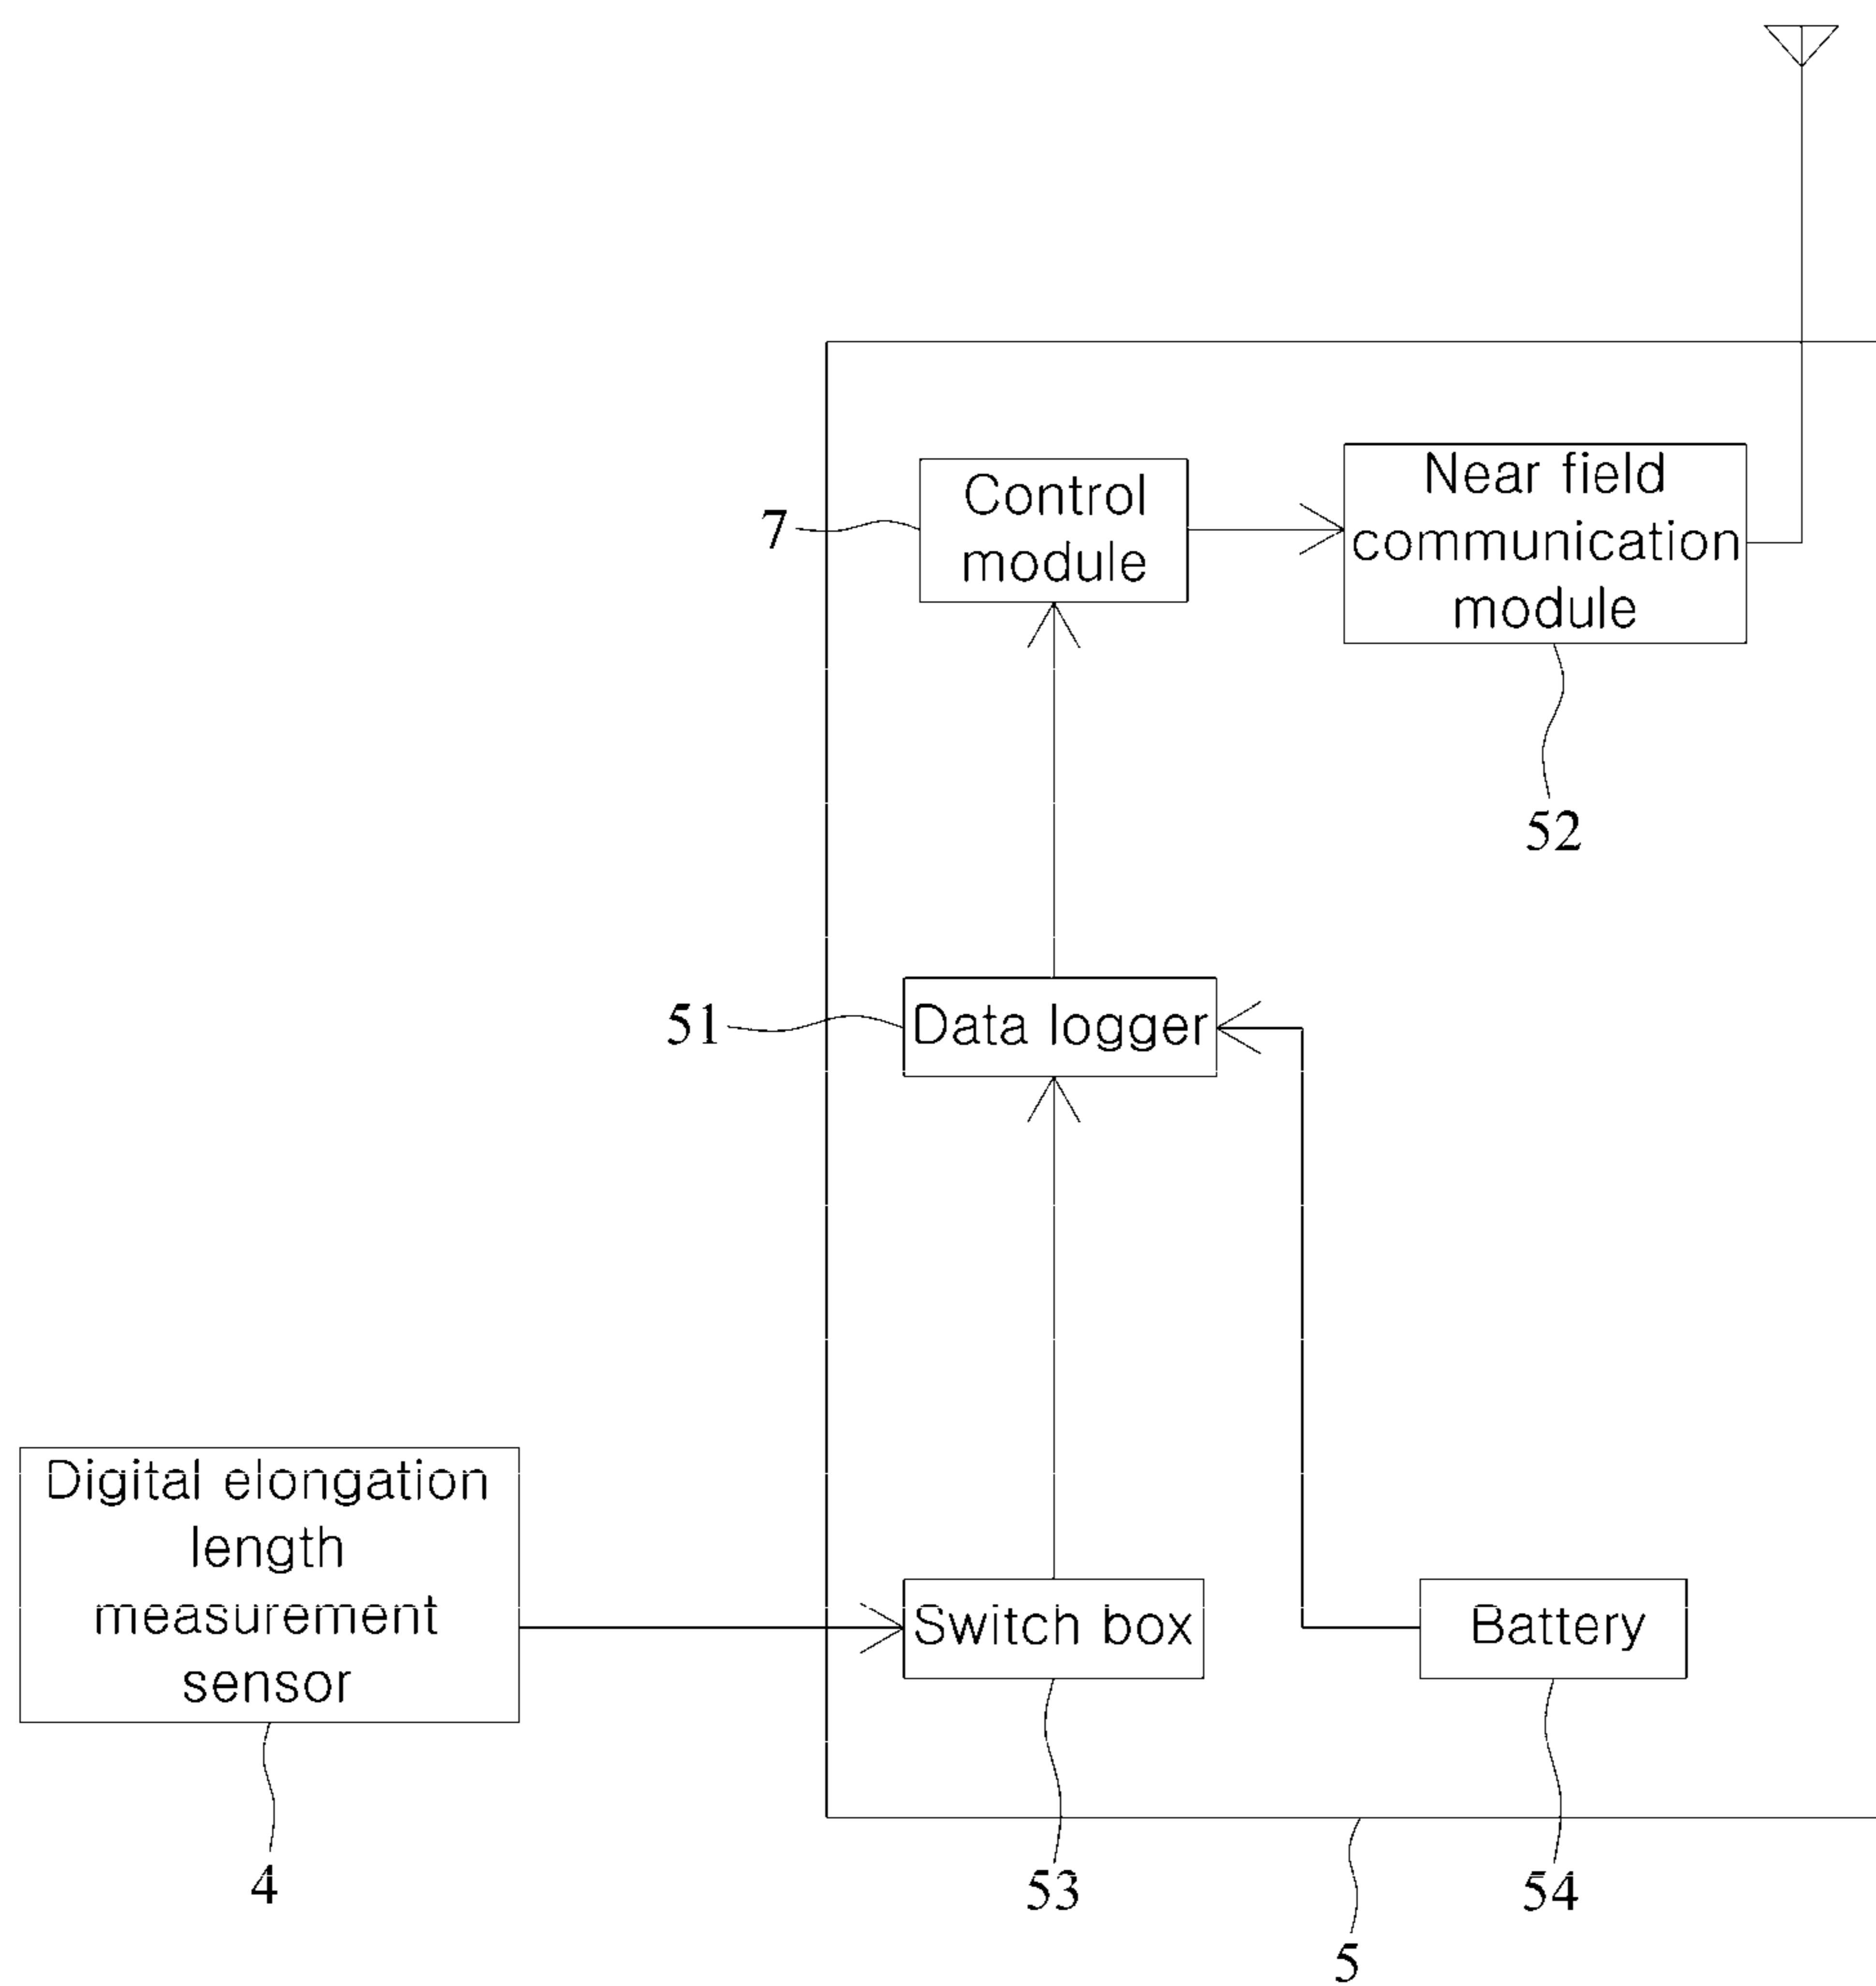 Control
module
7
Near field
communication
module
52
51
Data logger
Digital elongation
length
measurement
sensor
Switch box
Battery
4
53
54
5